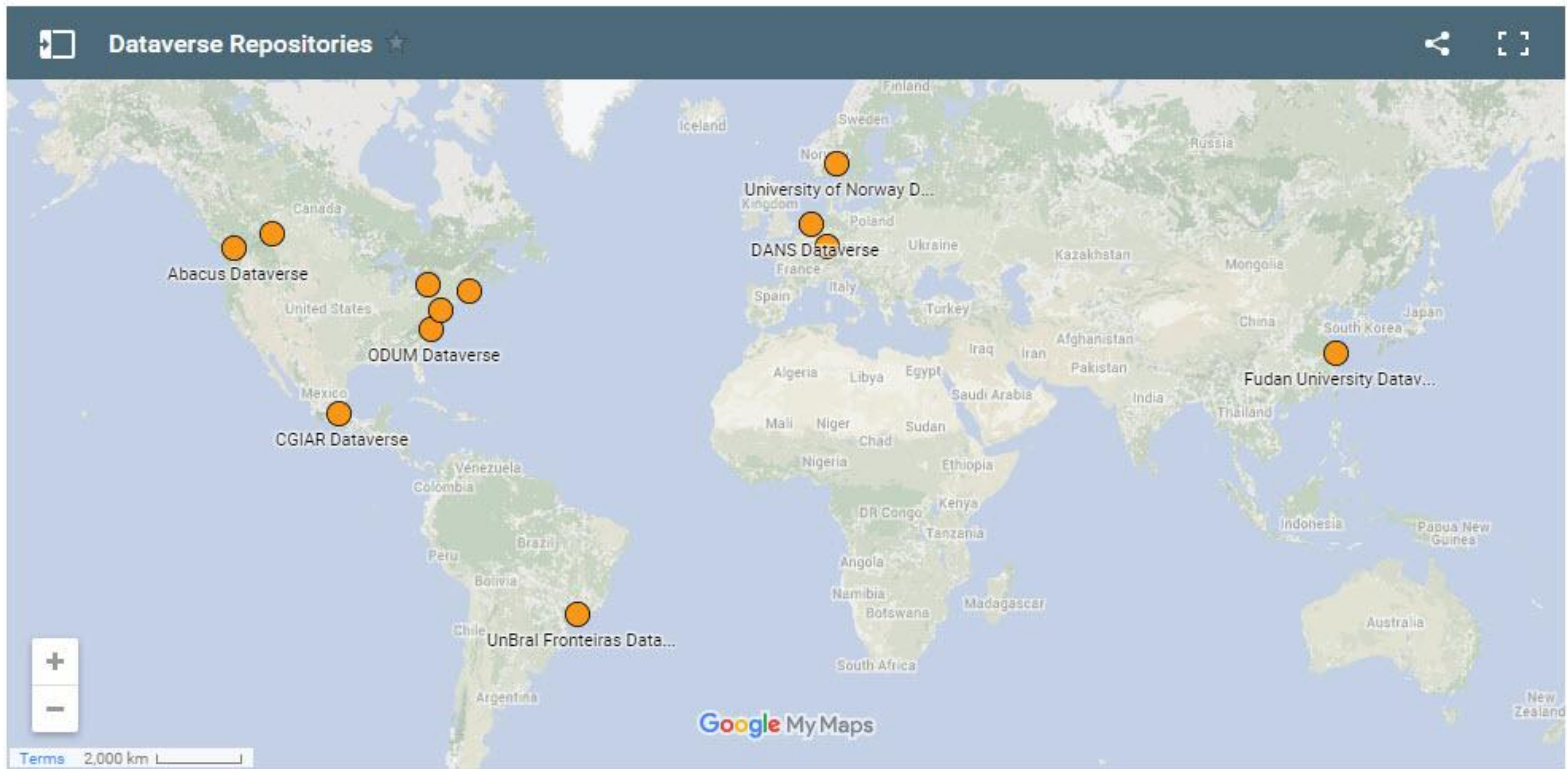 Dataverse Repositories
Finland
Iceland
Sweden
Russia
Norw
University of Norway D...
Kingdom
Canada
Poland
DANS Dataverse
Ukraine
Abacus Dataverse
France
Kazakhstan
Mongolia
Italy
Spain
United States
Turkey
Japan
China
South Korea
ODUM Dataverse
Afghanistan
Iraq
Iran
Pakistan
Algeria
Libya
Egypt
Fudan University Datav...
Mexico
Saudi Arabia
India
Thailand
CGIAR Dataverse
Mali
Niger
Sudan
Chad
Venezuela
Nigeria
Ethiopia
Colombia
Kenya
DR Congo
Indonesia
Papua New
Guinea
Tanzania
Brazil
Peru
Angola
Bolivia
Namibia
Botswana
Madagascar
Australia
Chile
UnBral Fronteiras Data...
South Africa
Argentina
New
Zealand
Google My Maps
Terms 2,000 km